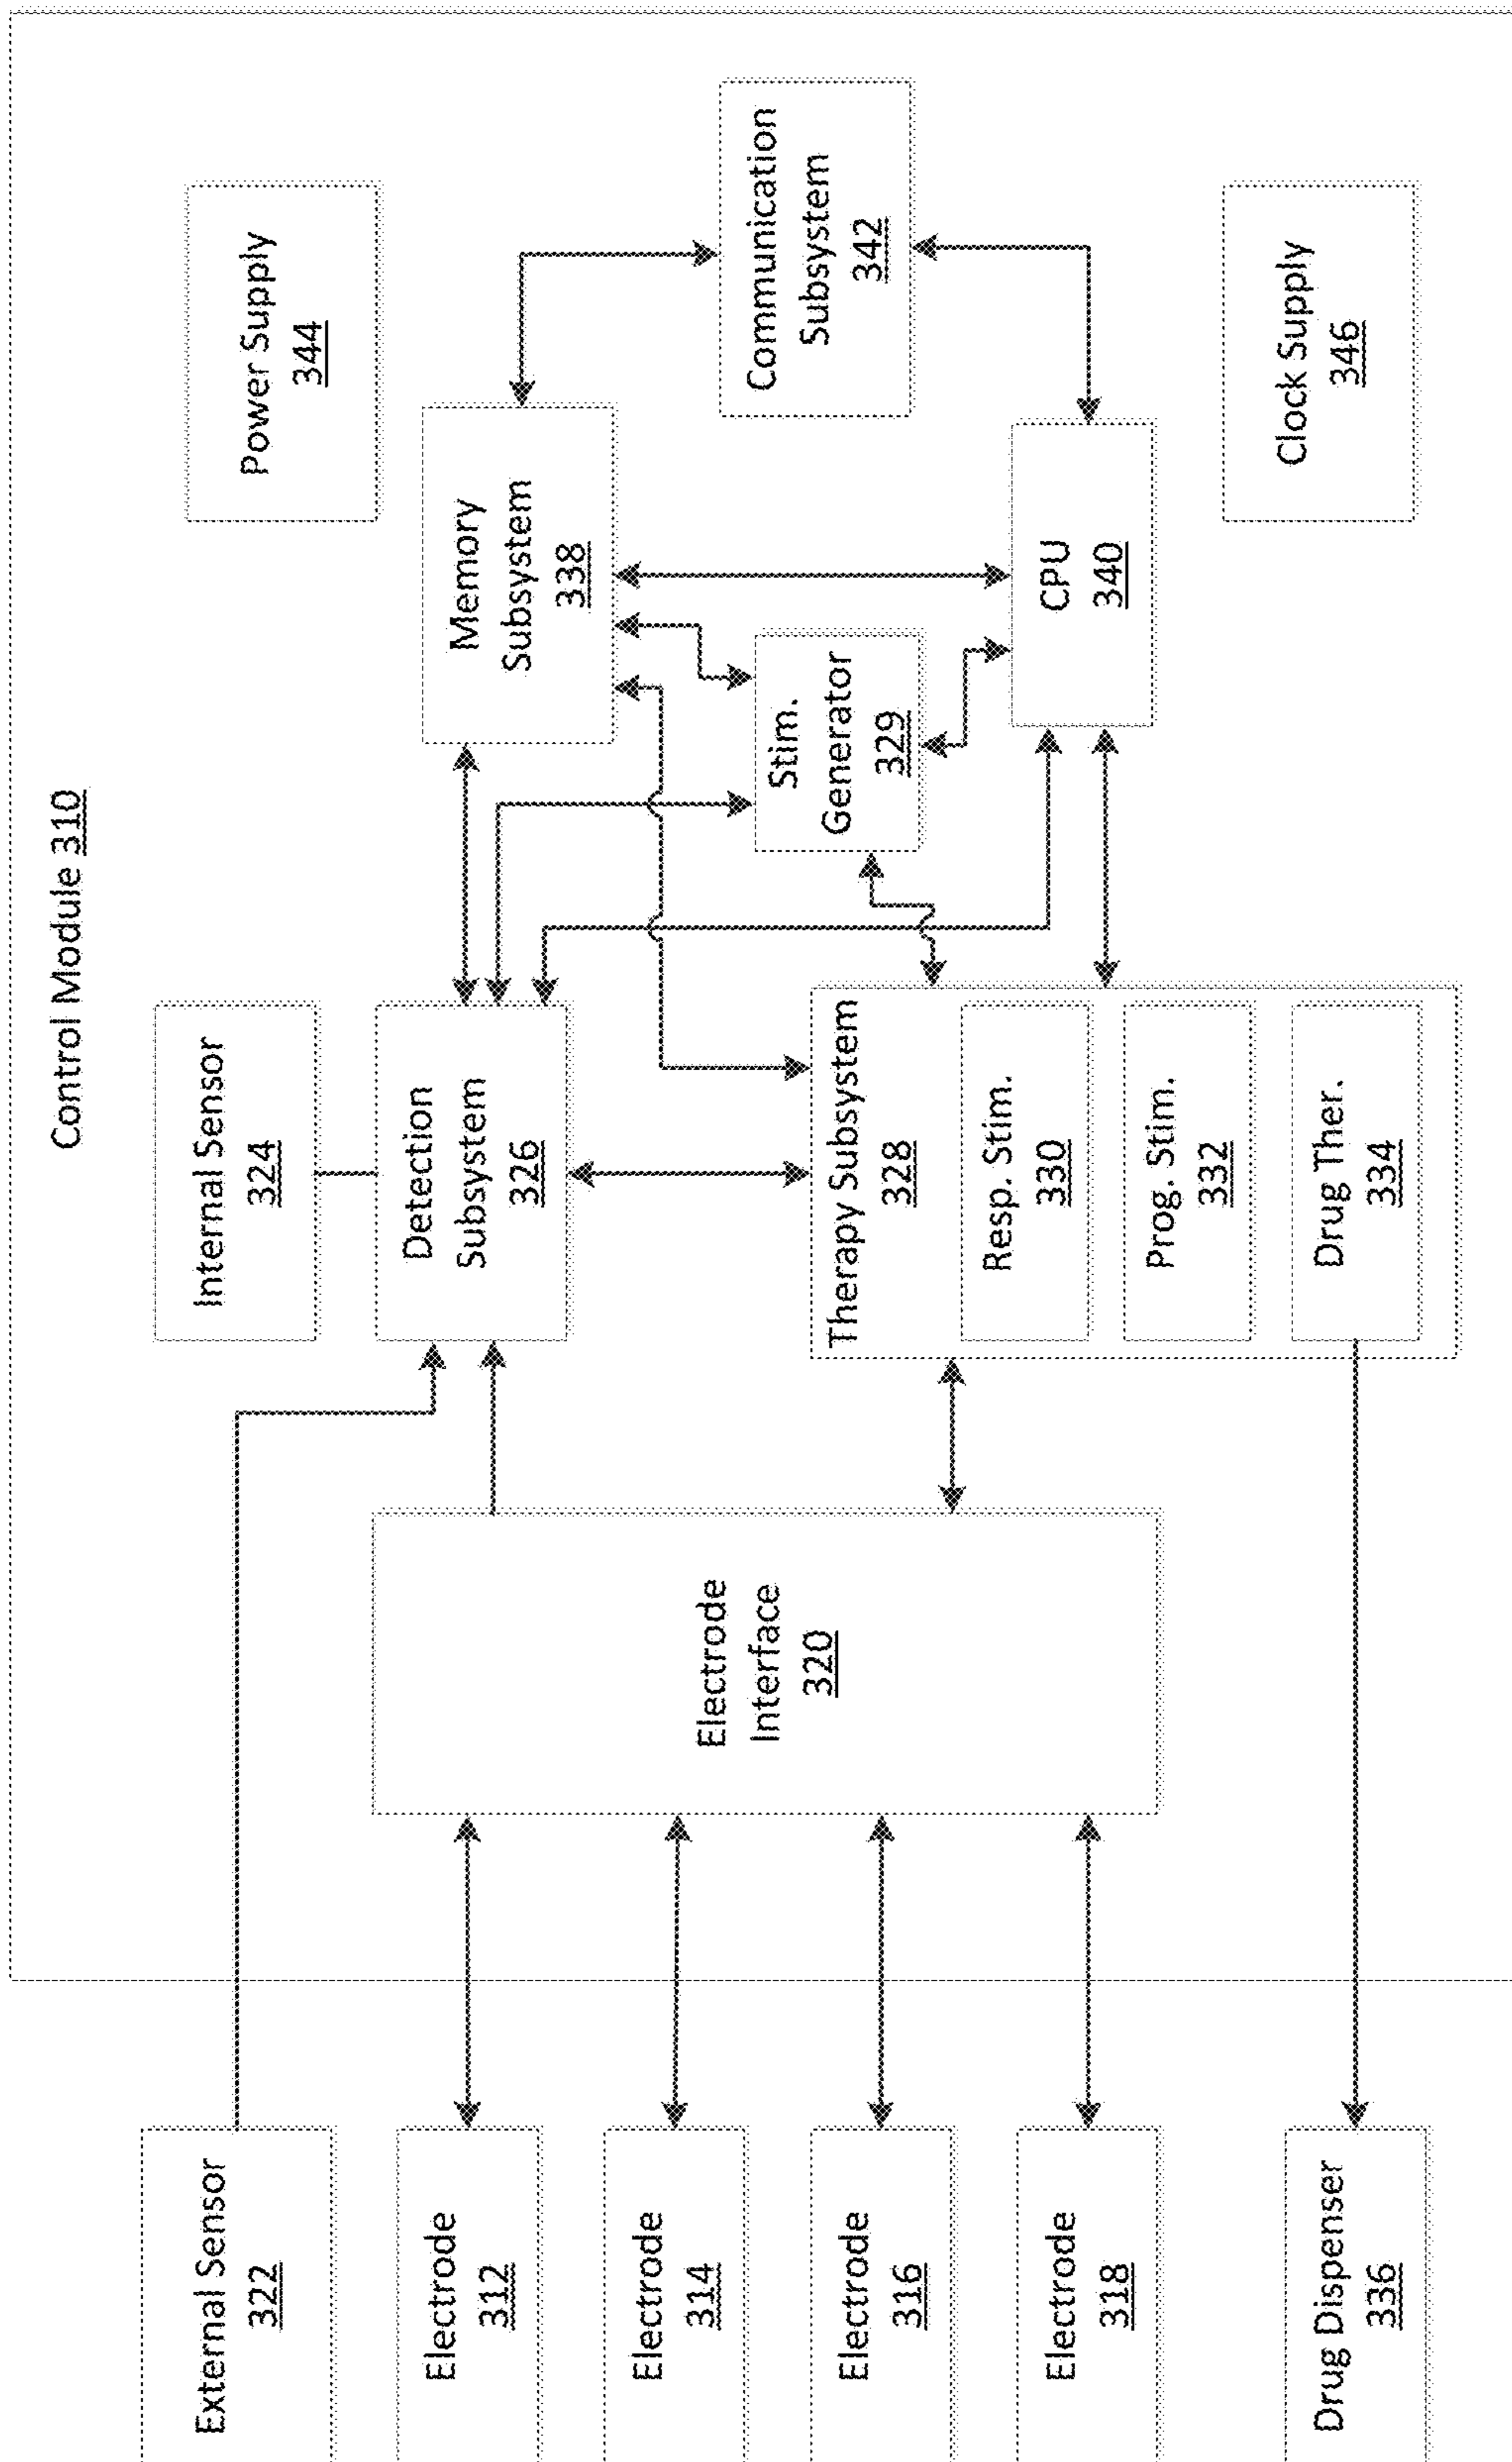 Control Module 310
External Sensor
322
Electrode
312
Electrode
314
Electrode
316
Electrode
318
Drug Dispenser
336
Electrode
Interface
320
Internal Sensor
324
Detection
Subsystem
326
Therapy Subsystem
328
Resp. Stim.
330
Prog. Stim.
332
Drug Ther.
334
Memory
Subsystem
338
Stim.
Generator
329
CPU
340
Power Supply
344
Communication
Subsystem
342
Clock Supply
346